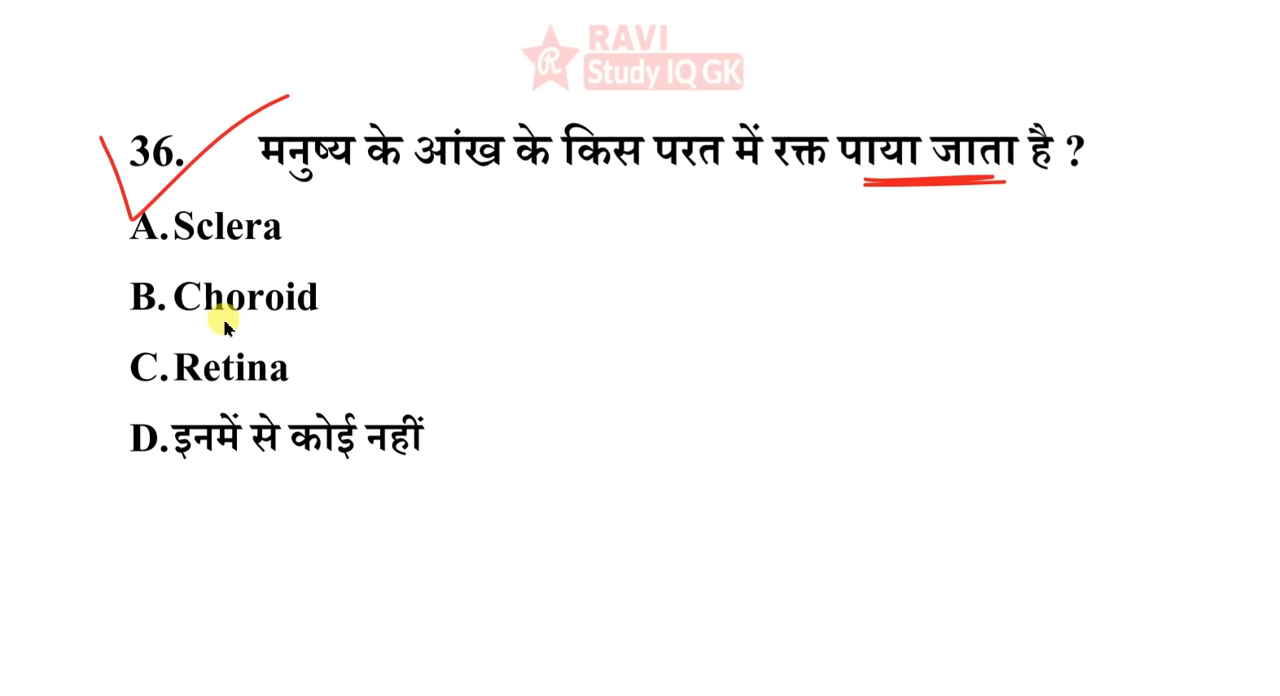 RAVI
Study IQ GK
36. मनुष्य के आंख के किस परत में रक्त पाया जाता है ?
A. Sclera
B. Choroid
C. Retina
D. इनमें से कोई नहीं